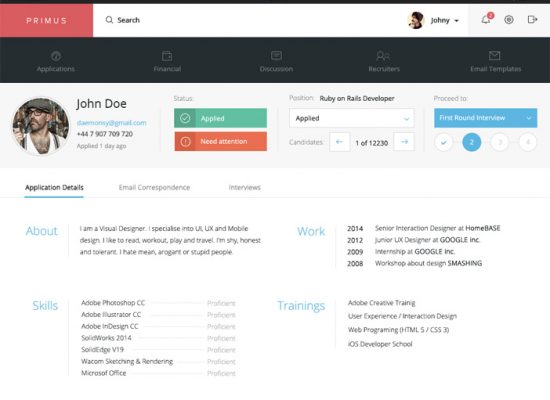 PRIMUS
Search
Johny
2
Applications
Financial
Discussion
Recruiters
Email Templates
John Doe
daemonsy@gmail.com
+44 7 907 709 720
Applied 1 day ago
Status:
Applied
Need attention
Position: Ruby on Rails Developer
Applied
Candidates: 1 of 12230
Proceed to:
First Round Interview
2 3 4
Application Details
Email Correspondence
Interviews
About
I am a Visual Designer. I specialise into UI, UX and Mobile
design. I like to read, workout, play and travel. I'm shy, honest
and tolerant. I hate mean, arogant or stupid people.
Work
2014 Senior Interaction Designer at HomeBASE
2012 Junior UX Designer at GOOGLE inc.
2009 Internship at GOOGLE inc.
2008 Workshop about design SMASHING
Skills
Adobe Photoshop CC Proficient
Adobe Illustrator CC Proficient
Adobe InDesign CC Proficient
SolidWorks 2014 Proficient
SolidEdge V19 Proficient
Wacom Sketching & Rendering Proficient
Microsof Office Proficient
Trainings
Adobe Creative Trainig
User Experience / Interaction Design
Web Programing (HTML 5 / CSS 3)
iOS Developer School